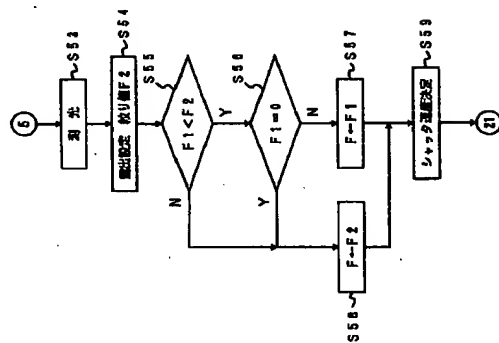 5
S53
測光
S54
露出設定 絞り値F2
S55
F1<F2
N
Y
S56
F1=0
Y
N
S57
F←F1
S58
F←F2
S59
シャッタ速度決定
21